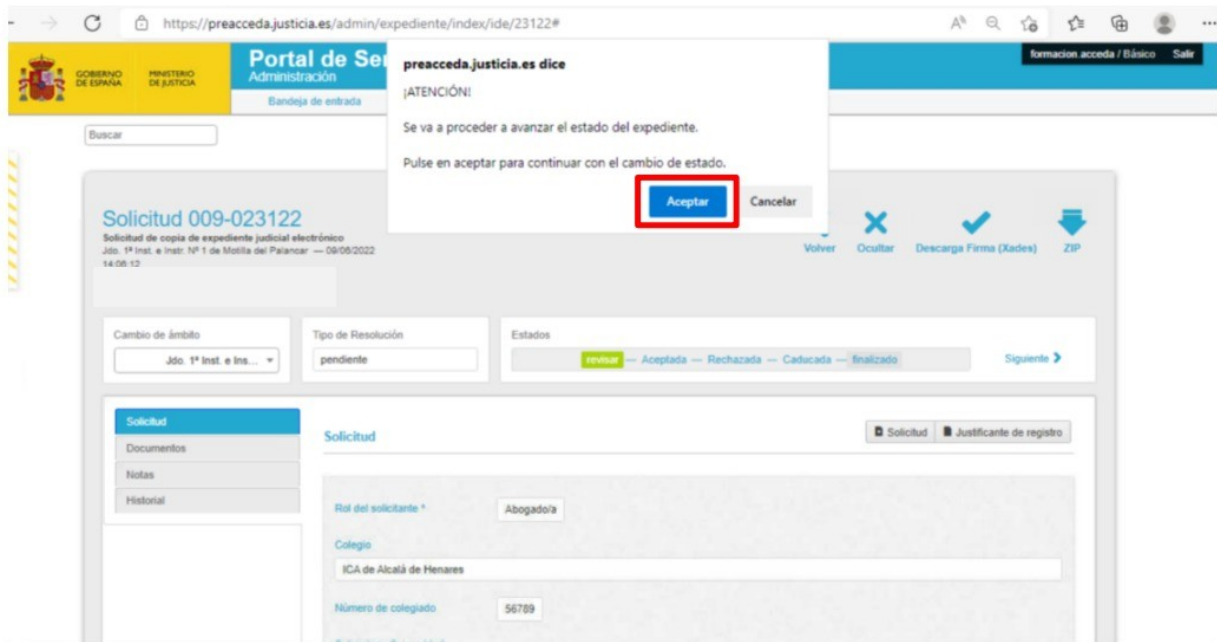 https://preacceda.justicia.es/admin/expediente/index/ide/23122#
GOBIERNO DE ESPAÑA
MINISTERIO DE JUSTICIA
Portal de Ser
Administración
Bandeja de entrada
formacion acceda / Básico Salir
preacceda.justicia.es dice
¡ATENCIÓN!
Se va a proceder a avanzar el estado del expediente.
Pulse en aceptar para continuar con el cambio de estado.
Aceptar Cancelar
Buscar
Solicitud 009-023122
Solicitud de copia de expediente judicial electrónico
Jdo. 1ª Inst. e Instr. Nº 1 de Motilla del Palancar — 09/06/2022
14:06:12
Volver Ocultar Descarga Firma (Xades) ZIP
Cambio de ámbito
Jdo. 1ª Inst. e Ins...
Tipo de Resolución
pendiente
Estados
revisar — Aceptada — Rechazada — Caducada — finalizado
Siguiente
Solicitud
Documentos
Notas
Historial
Solicitud
Solicitud Justificante de registro
Rol del solicitante * Abogado/a
Colegio
ICA de Alcalá de Henares
Número de colegiado 56789